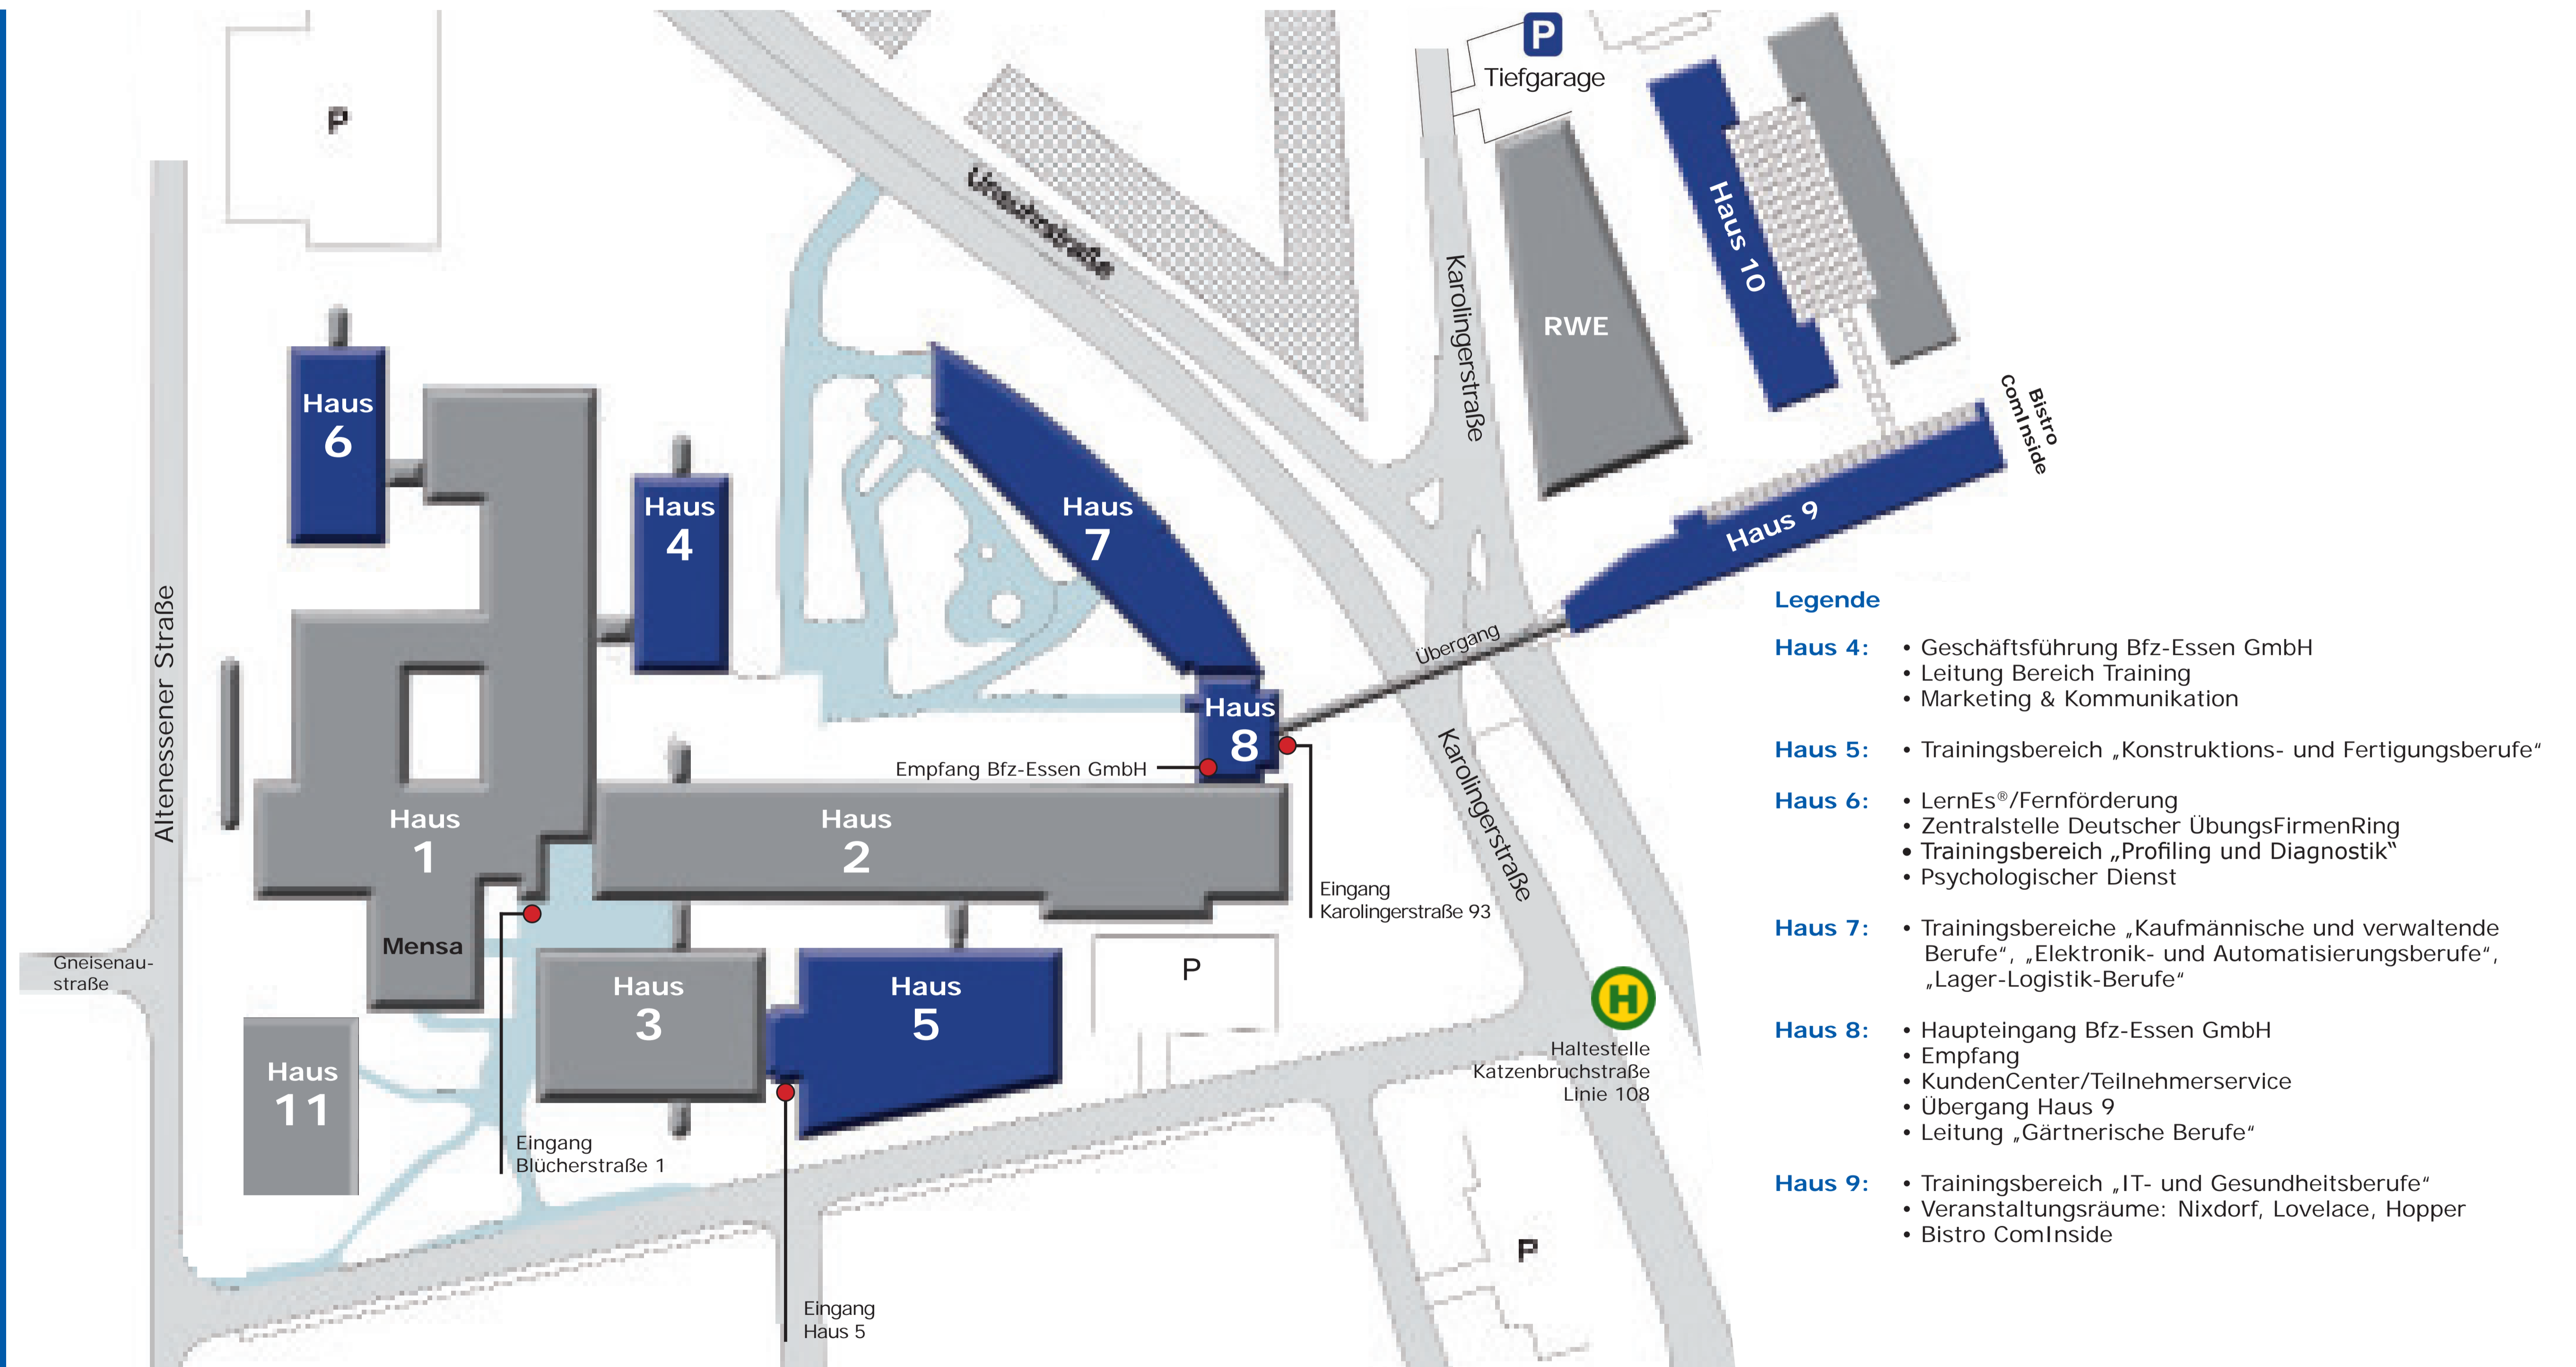 P
Tiefgarage
P
Unsuhrstraße
Karolingerstraße
RWE
Haus 10
Bistro
ComInside
Haus
6
Haus
4
Haus
7
Haus 9
Altenessener Straße
Übergang
Haus
8
Empfang Bfz-Essen GmbH
Karolingerstraße
Haus
1
Haus
2
Eingang
Karolingerstraße 93
Mensa
Gneisenau-
straße
Haus
3
Haus
5
P
H
Haltestelle
Katzenbruchstraße
Linie 108
Haus
11
Eingang
Blücherstraße 1
Eingang
Haus 5
P
Legende
Haus 4: • Geschäftsführung Bfz-Essen GmbH
• Leitung Bereich Training
• Marketing & Kommunikation
Haus 5: • Trainingsbereich „Konstruktions- und Fertigungsberufe“
Haus 6: • LernEs®/Fernförderung
• Zentralstelle Deutscher ÜbungsFirmenRing
• Trainingsbereich „Profiling und Diagnostik“
• Psychologischer Dienst
Haus 7: • Trainingsbereiche „Kaufmännische und verwaltende
Berufe“, „Elektronik- und Automatisierungsberufe“,
„Lager-Logistik-Berufe“
Haus 8: • Haupteingang Bfz-Essen GmbH
• Empfang
• KundenCenter/Teilnehmerservice
• Übergang Haus 9
• Leitung „Gärtnerische Berufe“
Haus 9: • Trainingsbereich „IT- und Gesundheitsberufe“
• Veranstaltungsräume: Nixdorf, Lovelace, Hopper
• Bistro ComInside